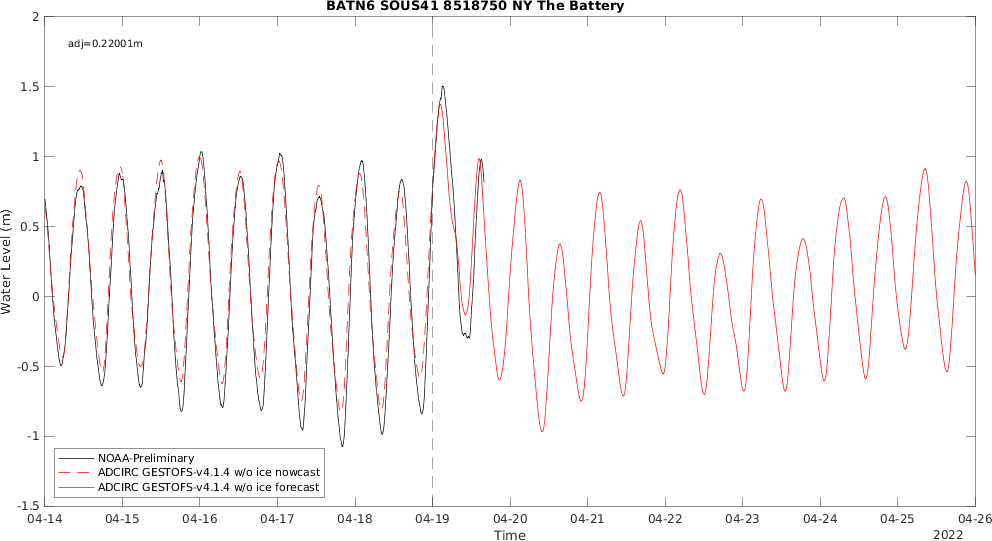 BATN6 SOUS41 8518750 NY The Battery
adj=0.22001m
Water Level (m)
2
1.5
1
0.5
0
-0.5
-1
-1.5
NOAA-Preliminary
ADCIRC GESTOFS-v4.1.4 w/o ice nowcast
ADCIRC GESTOFS-v4.1.4 w/o ice forecast
04-14 04-15 04-16 04-17 04-18 04-19 04-20 04-21 04-22 04-23 04-24 04-25 04-26
Time
2022